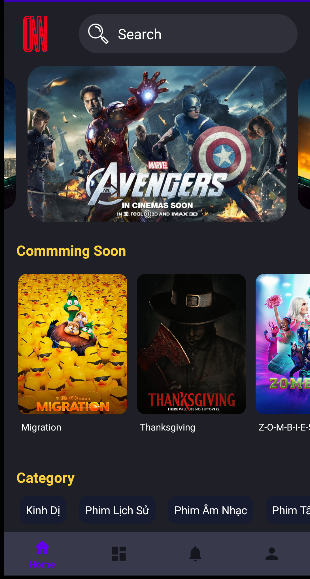 Search
MARVEL
AVENGERS
IN CINEMAS SOON
Commming Soon
MIGRATION
THANKSGIVING
Migration
Thanksgiving
Z-O-M-B-I-E-S
Category
Kinh Dị
Phim Lịch Sử
Phim Âm Nhạc
Home